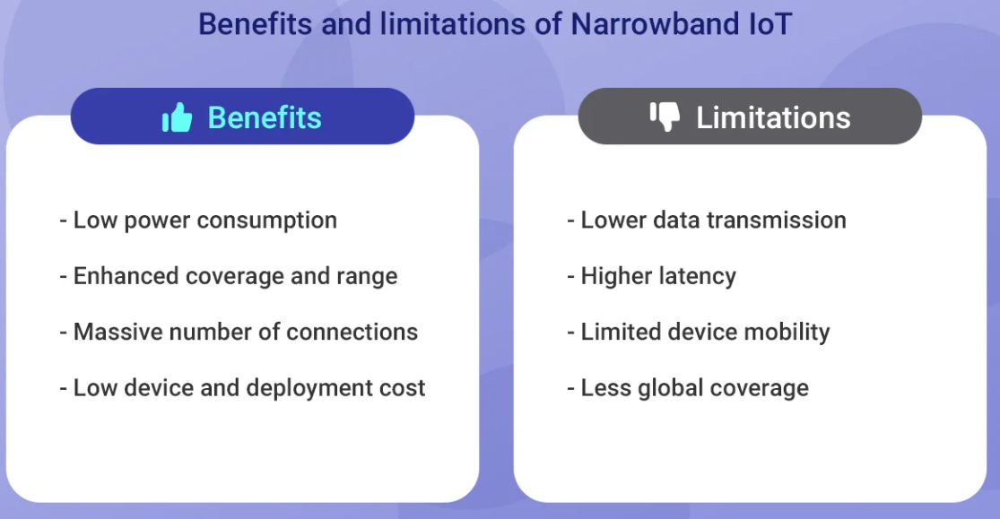 Benefits and limitations of Narrowband IoT
Benefits
- Low power consumption
- Enhanced coverage and range
- Massive number of connections
- Low device and deployment cost
Limitations
- Lower data transmission
- Higher latency
- Limited device mobility
- Less global coverage